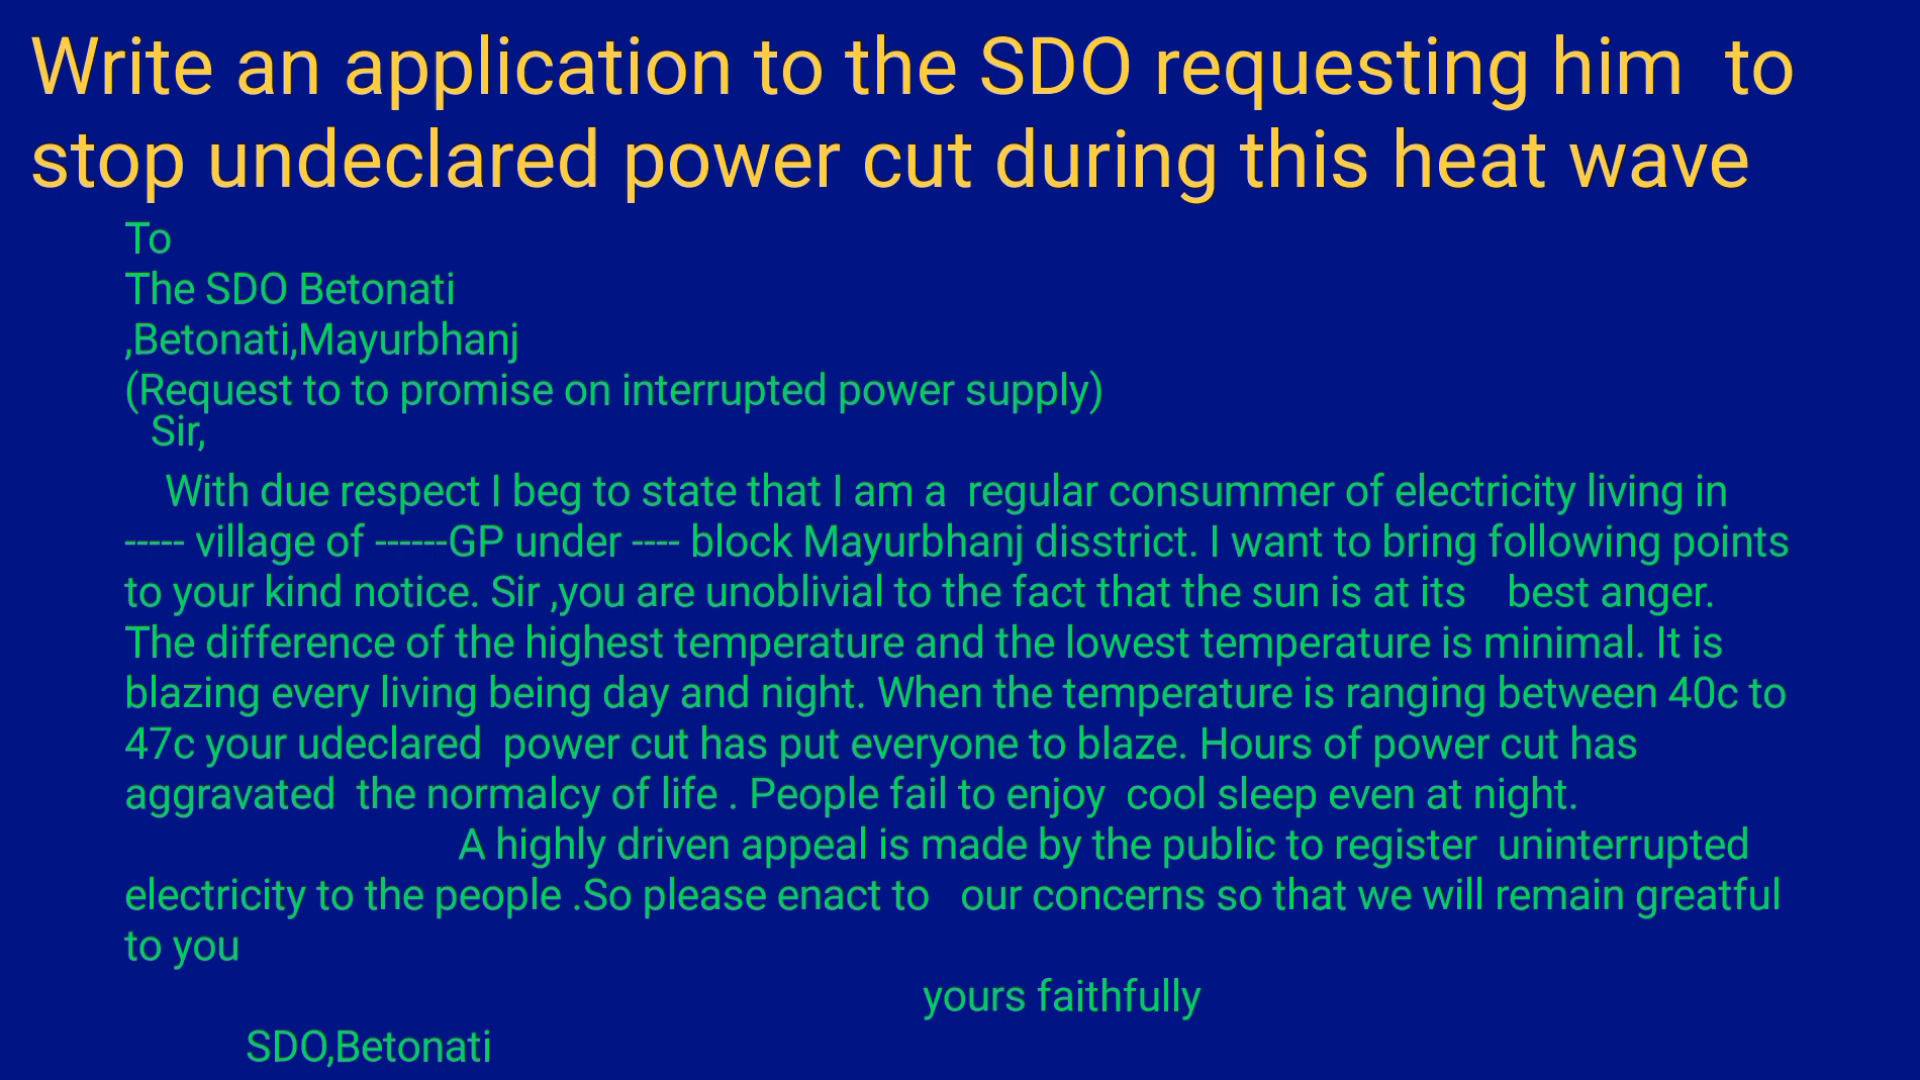 Write an application to the SDO requesting him to
stop undeclared power cut during this heat wave
To
The SDO Betonati
,Betonati,Mayurbhanj
(Request to to promise on interrupted power supply)
Sir,
With due respect I beg to state that I am a regular consummer of electricity living in
----- village of ------GP under ---- block Mayurbhanj disstrict. I want to bring following points
to your kind notice. Sir ,you are unoblivial to the fact that the sun is at its best anger.
The difference of the highest temperature and the lowest temperature is minimal. It is
blazing every living being day and night. When the temperature is ranging between 40c to
47c your udeclared power cut has put everyone to blaze. Hours of power cut has
aggravated the normalcy of life . People fail to enjoy cool sleep even at night.
A highly driven appeal is made by the public to register uninterrupted
electricity to the people .So please enact to our concerns so that we will remain greatful
to you
yours faithfully
SDO,Betonati